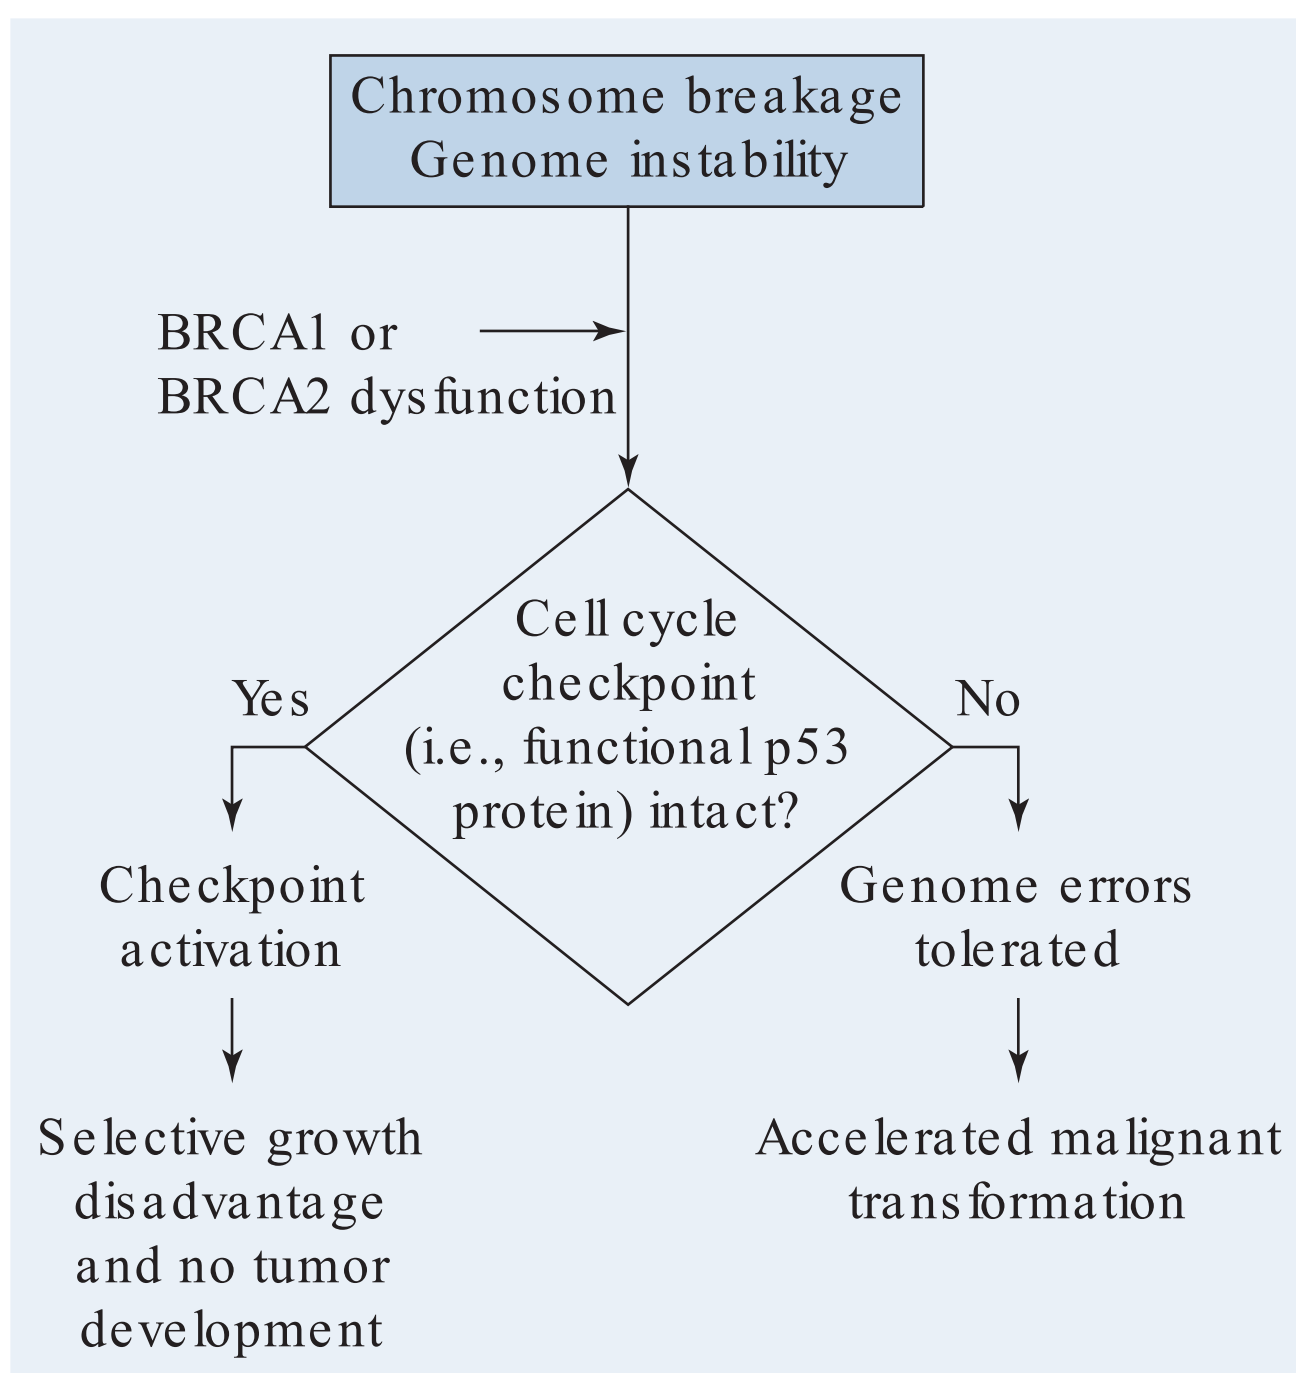 Chromosome breakage
Genome instability
BRCA1 or
BRCA2 dysfunction
Cell cycle
checkpoint
(i.e., functional p53
protein) intact?
Yes
No
Checkpoint
activation
Genome errors
tolerated
Selective growth
disadvantage
and no tumor
development
Accelerated malignant
transformation